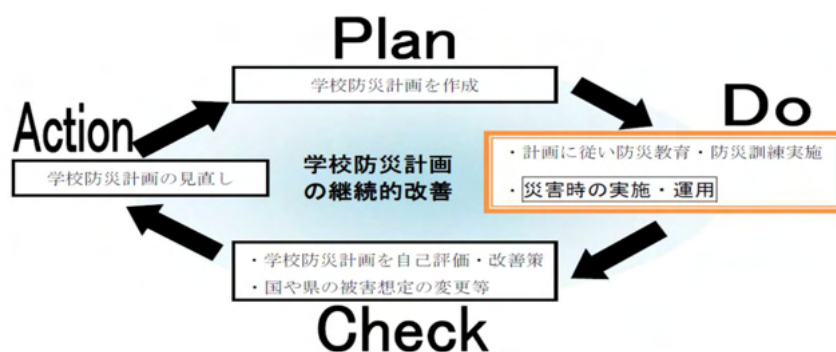 Plan
学校防災計画を作成
Do
・計画に従い防災教育・防災訓練実施
・災害時の実施・運用
Action
学校防災計画の見直し
学校防災計画
の継続的改善
・学校防災計画を自己評価・改善策
・国や県の被害想定の変更等
Check